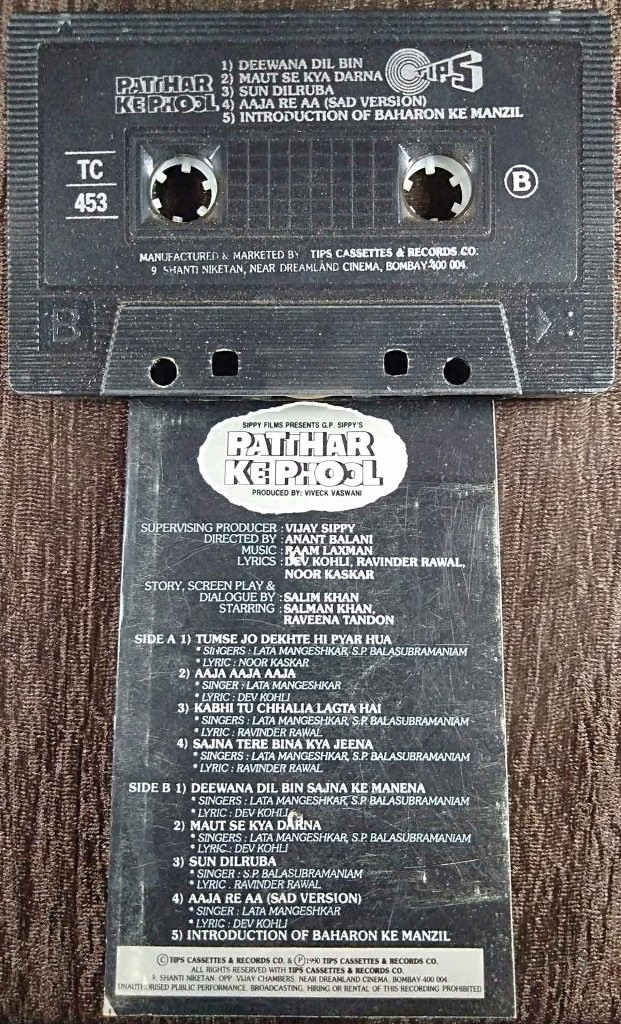 PATTHAR
KE PHOOL
1) DEEWANA DIL BIN
2) MAUT SE KYA DARNA
3) SUN DILRUBA
4) AAJA RE AA (SAD VERSION)
5) INTRODUCTION OF BAHARON KE MANZIL
TIPS
TC
453
B
MANUFACTURED & MARKETED BY TIPS CASSETTES & RECORDS CO.
9, SHANTI NIKETAN, NEAR DREAMLAND CINEMA, BOMBAY-400 004.
B
SIPPY FILMS PRESENTS G.P. SIPPY'S
PATTHAR
KE PHOOL
PRODUCED BY: VIVECK VASWANI
SUPERVISING PRODUCER : VIJAY SIPPY
DIRECTED BY : ANANT BALANI
MUSIC : RAAM LAXMAN
LYRICS : DEV KOHLI, RAVINDER RAWAL,
NOOR KASKAR
STORY, SCREEN PLAY &
DIALOGUE BY : SALIM KHAN
STARRING : SALMAN KHAN,
RAVEENA TANDON
SIDE A 1) TUMSE JO DEKHTE HI PYAR HUA
* SINGERS : LATA MANGESHKAR, S.P. BALASUBRAMANIAM
* LYRIC : NOOR KASKAR
2) AAJA AAJA AAJA
* SINGER : LATA MANGESHKAR
* LYRIC : DEV KOHLI
3) KABHI TU CHHALIA LAGTA HAI
* SINGERS : LATA MANGESHKAR, S.P. BALASUBRAMANIAM
* LYRIC : RAVINDER RAWAL
4) SAJNA TERE BINA KYA JEENA
* SINGERS : LATA MANGESHKAR, S.P. BALASUBRAMANIAM
* LYRIC : RAVINDER RAWAL
SIDE B 1) DEEWANA DIL BIN SAJNA KE MANENA
* SINGERS : LATA MANGESHKAR, S.P. BALASUBRAMANIAM
* LYRIC : DEV KOHLI
2) MAUT SE KYA DARNA
* SINGERS : LATA MANGESHKAR, S.P. BALASUBRAMANIAM
* LYRIC : DEV KOHLI
3) SUN DILRUBA
* SINGER : S.P. BALASUBRAMANIAM
* LYRIC : RAVINDER RAWAL
4) AAJA RE AA (SAD VERSION)
* SINGER : LATA MANGESHKAR
* LYRIC : DEV KOHLI
5) INTRODUCTION OF BAHARON KE MANZIL
© TIPS CASSETTES & RECORDS CO. & Ⓟ 1990 TIPS CASSETTES & RECORDS CO.
ALL RIGHTS RESERVED WITH TIPS CASSETTES & RECORDS CO.
9, SHANTI NIKETAN, OPP. VIJAY CHAMBERS, NEAR DREAMLAND CINEMA, BOMBAY-400 004.
UNAUTHORISED PUBLIC PERFORMANCE, BROADCASTING, HIRING OR RENTAL OF THIS RECORDING PROHIBITED